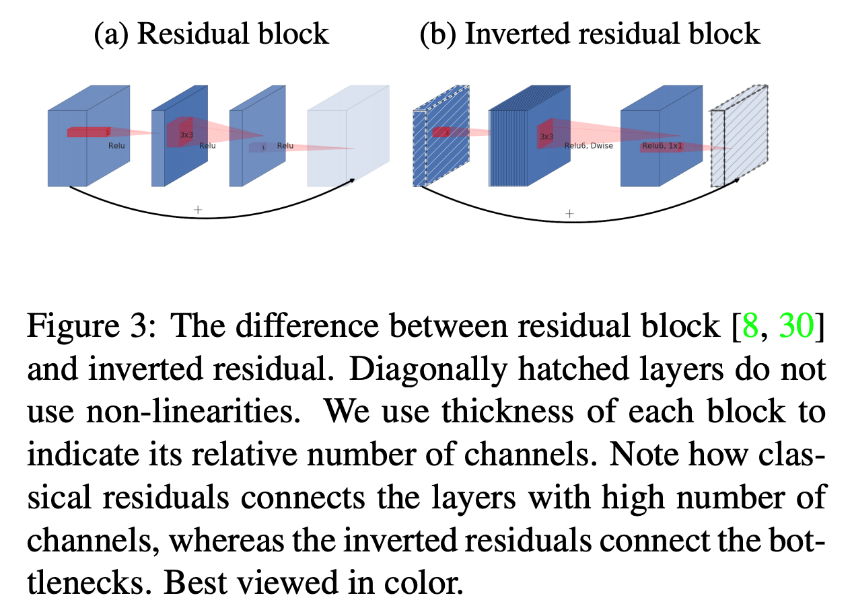 (a) Residual block
(b) Inverted residual block
3x3
Relu
Relu
Relu
3x3
Relu6, Dwise
Relu6, 1x1
+
+
Figure 3: The difference between residual block [8, 30]
and inverted residual. Diagonally hatched layers do not
use non-linearities. We use thickness of each block to
indicate its relative number of channels. Note how clas-
sical residuals connects the layers with high number of
channels, whereas the inverted residuals connect the bot-
tlenecks. Best viewed in color.